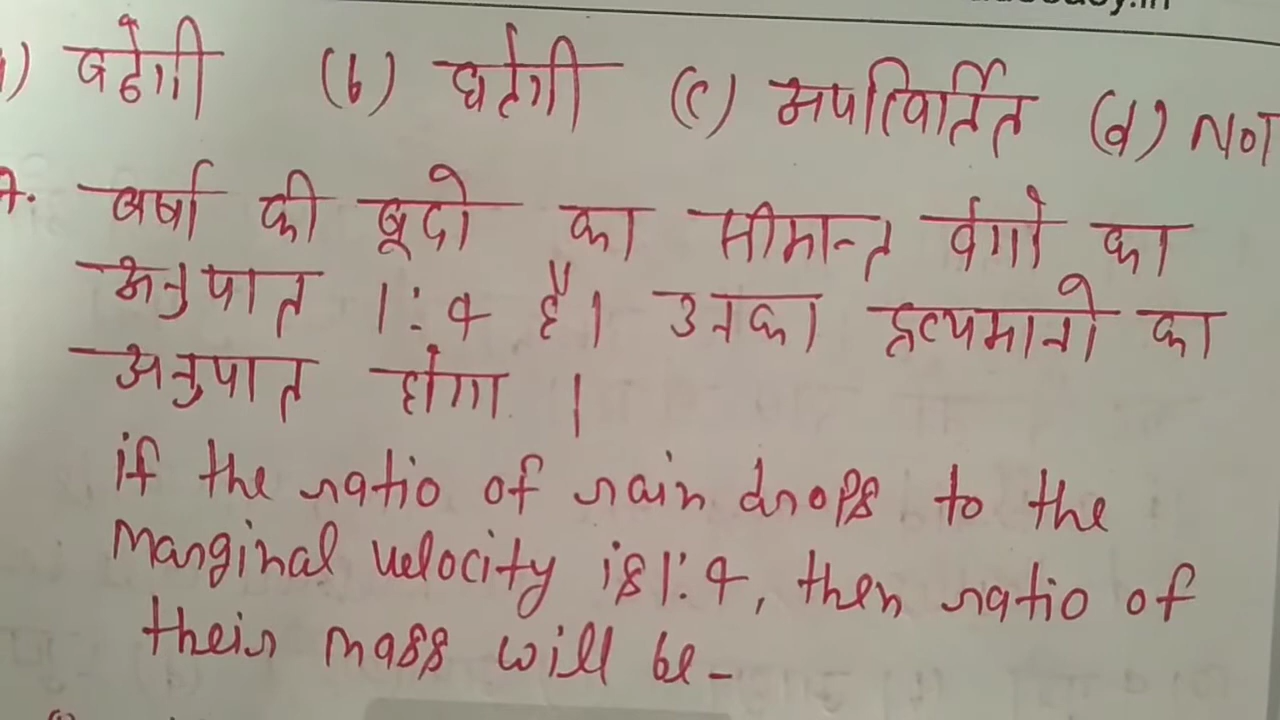 ) बढेगी (b) घटेगी (c) अपरिवर्तित (d) NOT
7. वर्षा की बूदो का सीमान्त वेगो का
अनुपात 1:4 है। उनका द्रव्यमानो का
अनुपात होगा ।
if the ratio of rain drops to the
marginal velocity is 1:4, then ratio of
their mass will be-